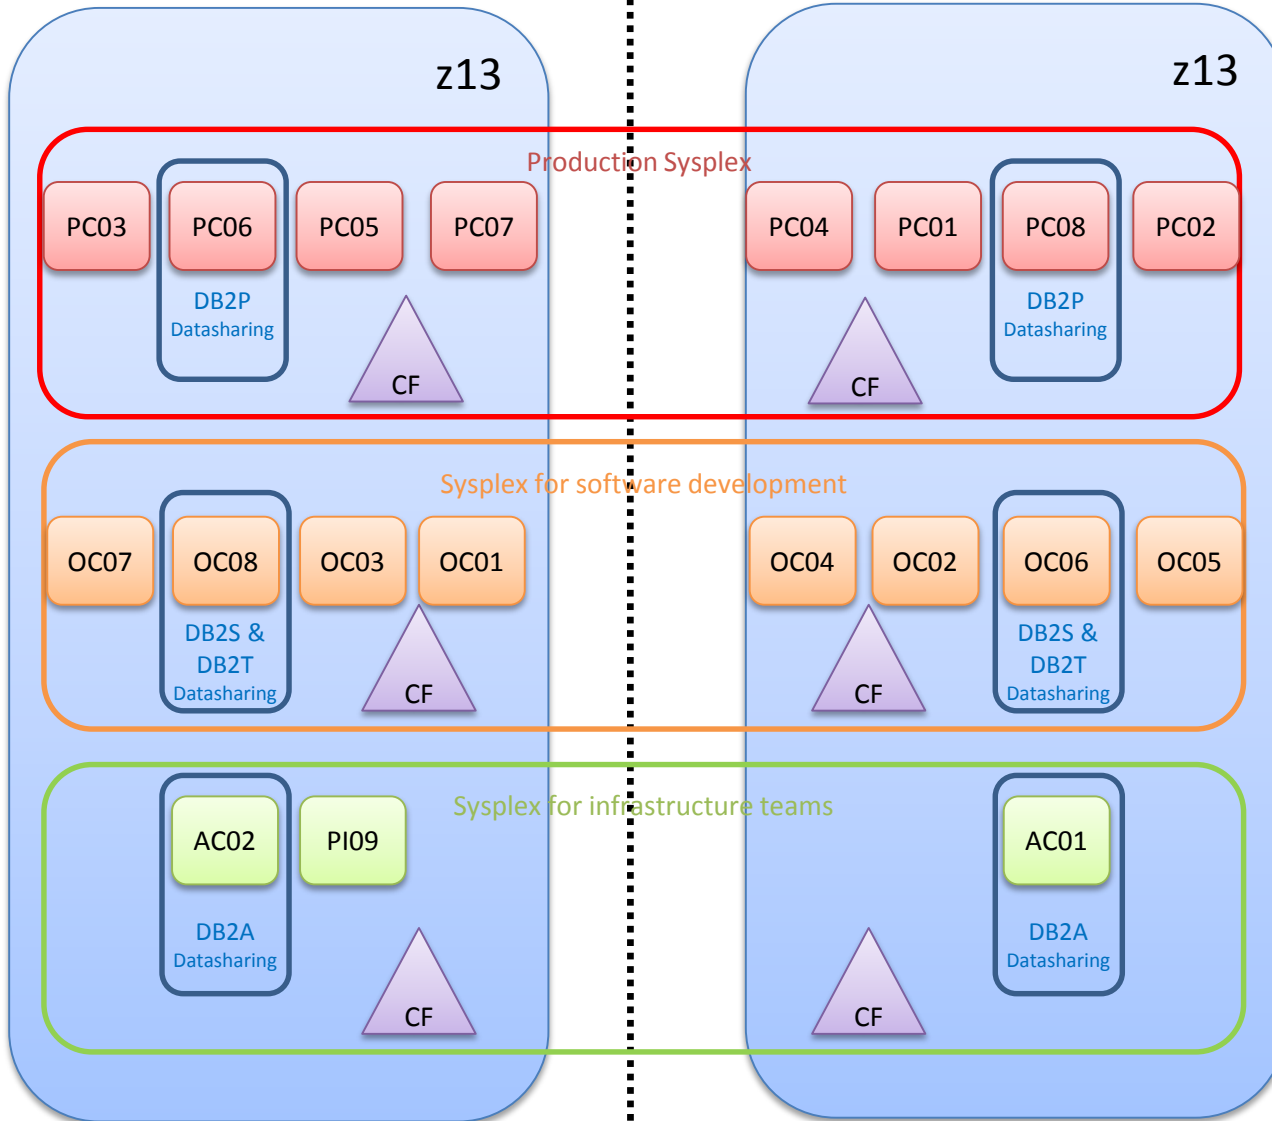 z13
z13
Production Sysplex
PC03
PC06
PC05
PC07
PC04
PC01
PC08
PC02
DB2P
Datasharing
CF
CF
DB2P
Datasharing
Sysplex for software development
OC07
OC08
OC03
OC01
OC04
OC02
OC06
OC05
DB2S &
DB2T
Datasharing
CF
CF
DB2S &
DB2T
Datasharing
Sysplex for infrastructure teams
AC02
PI09
AC01
DB2A
Datasharing
CF
CF
DB2A
Datasharing